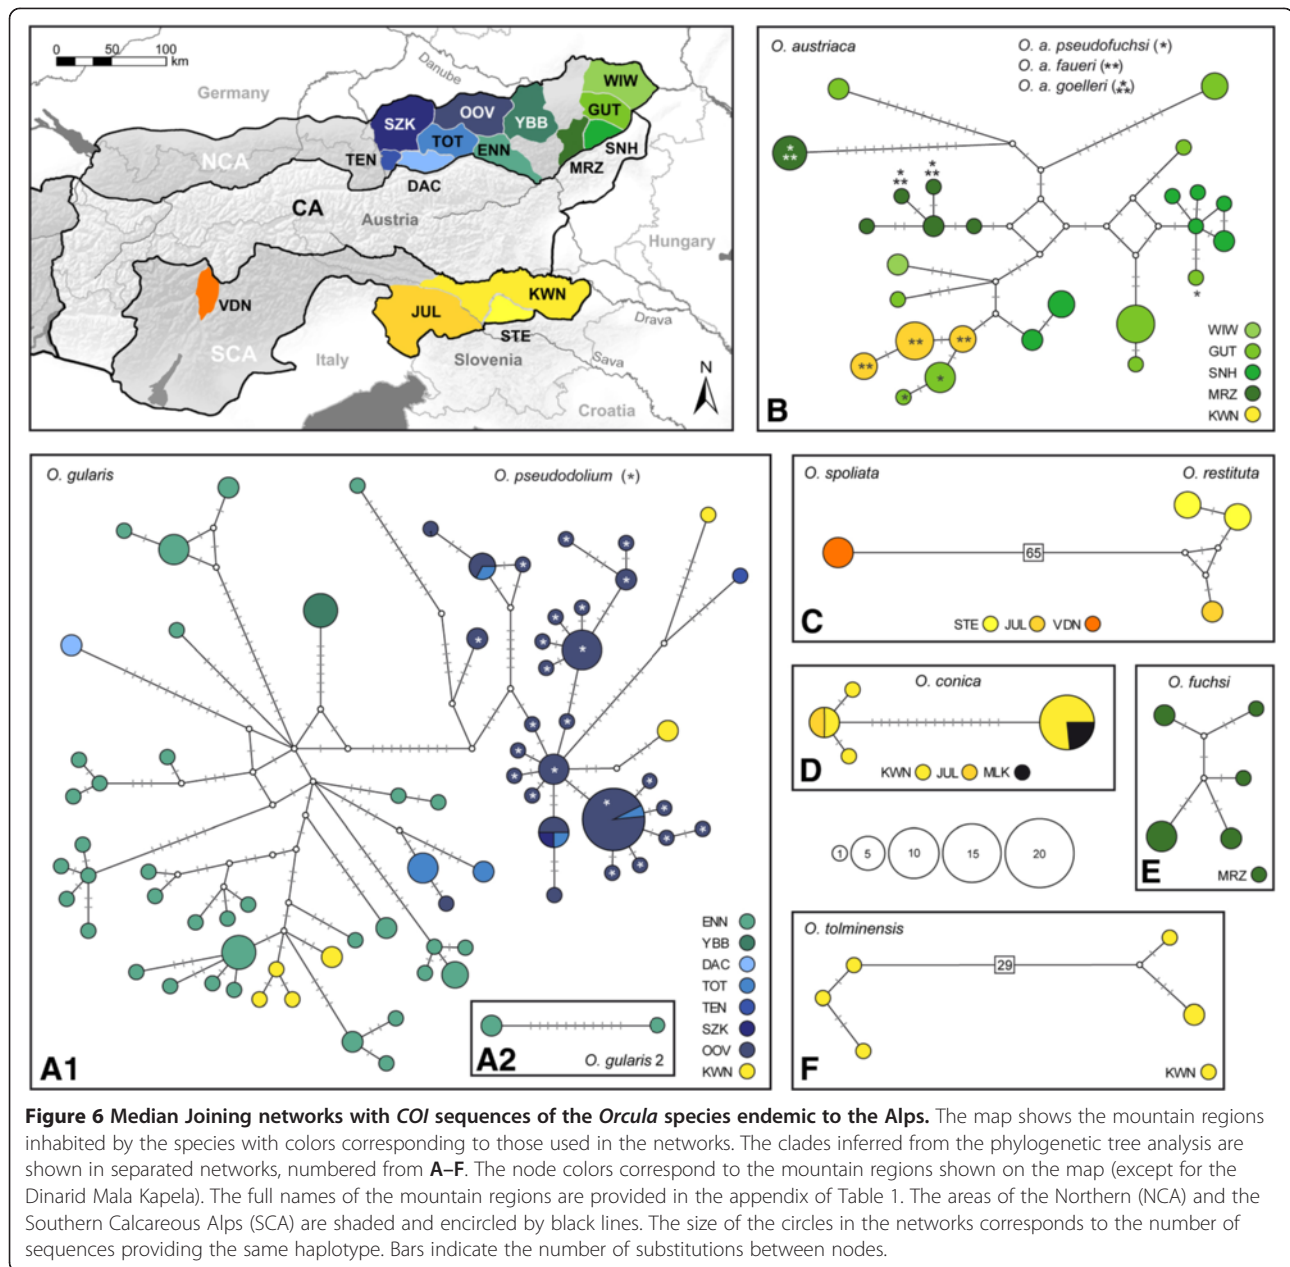 0 50 100
km
Germany
Danube
WIW
OOV
SZK
YBB
GUT
TOT
NCA
ENN
SNH
TEN
MRZ
DAC
CA
Austria
Hungary
VDN
KWN
JUL
STE
Drava
SCA
Italy
Slovenia
Sava
N
Croatia
O. austriaca
O. a. pseudofuchsi (*)
O. a. faueri (**)
O. a. goelleri (***)
WIW
GUT
SNH
MRZ
KWN
B
O. gularis
O. pseudodolium (*)
ENN
YBB
DAC
TOT
TEN
SZK
OOV
KWN
A1
A2
O. gularis 2
O. spoliata
O. restituta
65
C
STE JUL VDN
O. conica
D
KWN JUL MLK
O. fuchsi
E
MRZ
1 5 10 15 20
O. tolminensis
29
F
KWN
Figure 6 Median Joining networks with COI sequences of the Orcula species endemic to the Alps. The map shows the mountain regions
inhabited by the species with colors corresponding to those used in the networks. The clades inferred from the phylogenetic tree analysis are
shown in separated networks, numbered from A–F. The node colors correspond to the mountain regions shown on the map (except for the
Dinarid Mala Kapela). The full names of the mountain regions are provided in the appendix of Table 1. The areas of the Northern (NCA) and the
Southern Calcareous Alps (SCA) are shaded and encircled by black lines. The size of the circles in the networks corresponds to the number of
sequences providing the same haplotype. Bars indicate the number of substitutions between nodes.